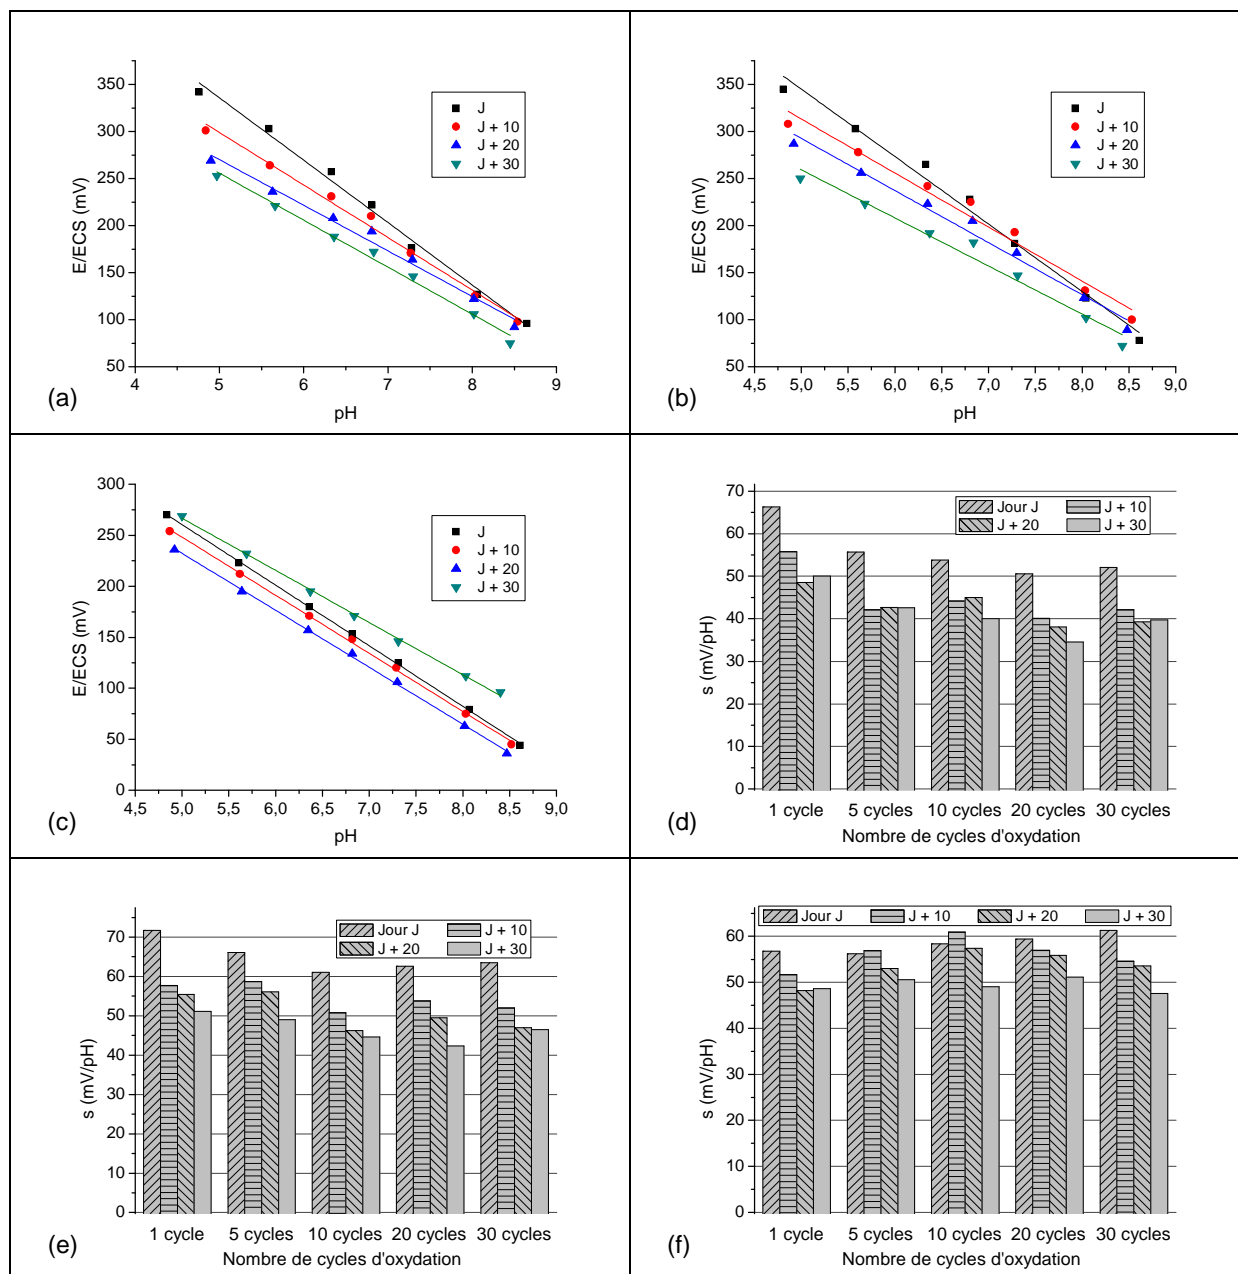 350
300
250
200
150
100
50
E/ECS (mV)
J
J + 10
J + 20
J + 30
4 5 6 7 8 9
pH
(a)
350
300
250
200
150
100
50
E/ECS (mV)
J
J + 10
J + 20
J + 30
4,5 5,0 5,5 6,0 6,5 7,0 7,5 8,0 8,5 9,0
pH
(b)
300
250
200
150
100
50
0
E/ECS (mV)
J
J + 10
J + 20
J + 30
4,5 5,0 5,5 6,0 6,5 7,0 7,5 8,0 8,5 9,0
pH
(c)
70
60
50
40
30
20
10
0
s (mV/pH)
Jour J J + 10
J + 20 J + 30
1 cycle 5 cycles 10 cycles 20 cycles 30 cycles
Nombre de cycles d'oxydation
(d)
70
60
50
40
30
20
10
0
s (mV/pH)
Jour J J + 10
J + 20 J + 30
1 cycle 5 cycles 10 cycles 20 cycles 30 cycles
Nombre de cycles d'oxydation
(e)
60
50
40
30
20
10
0
s (mV/pH)
Jour J J + 10 J + 20 J + 30
1 cycle 5 cycles 10 cycles 20 cycles 30 cycles
Nombre de cycles d'oxydation
(f)